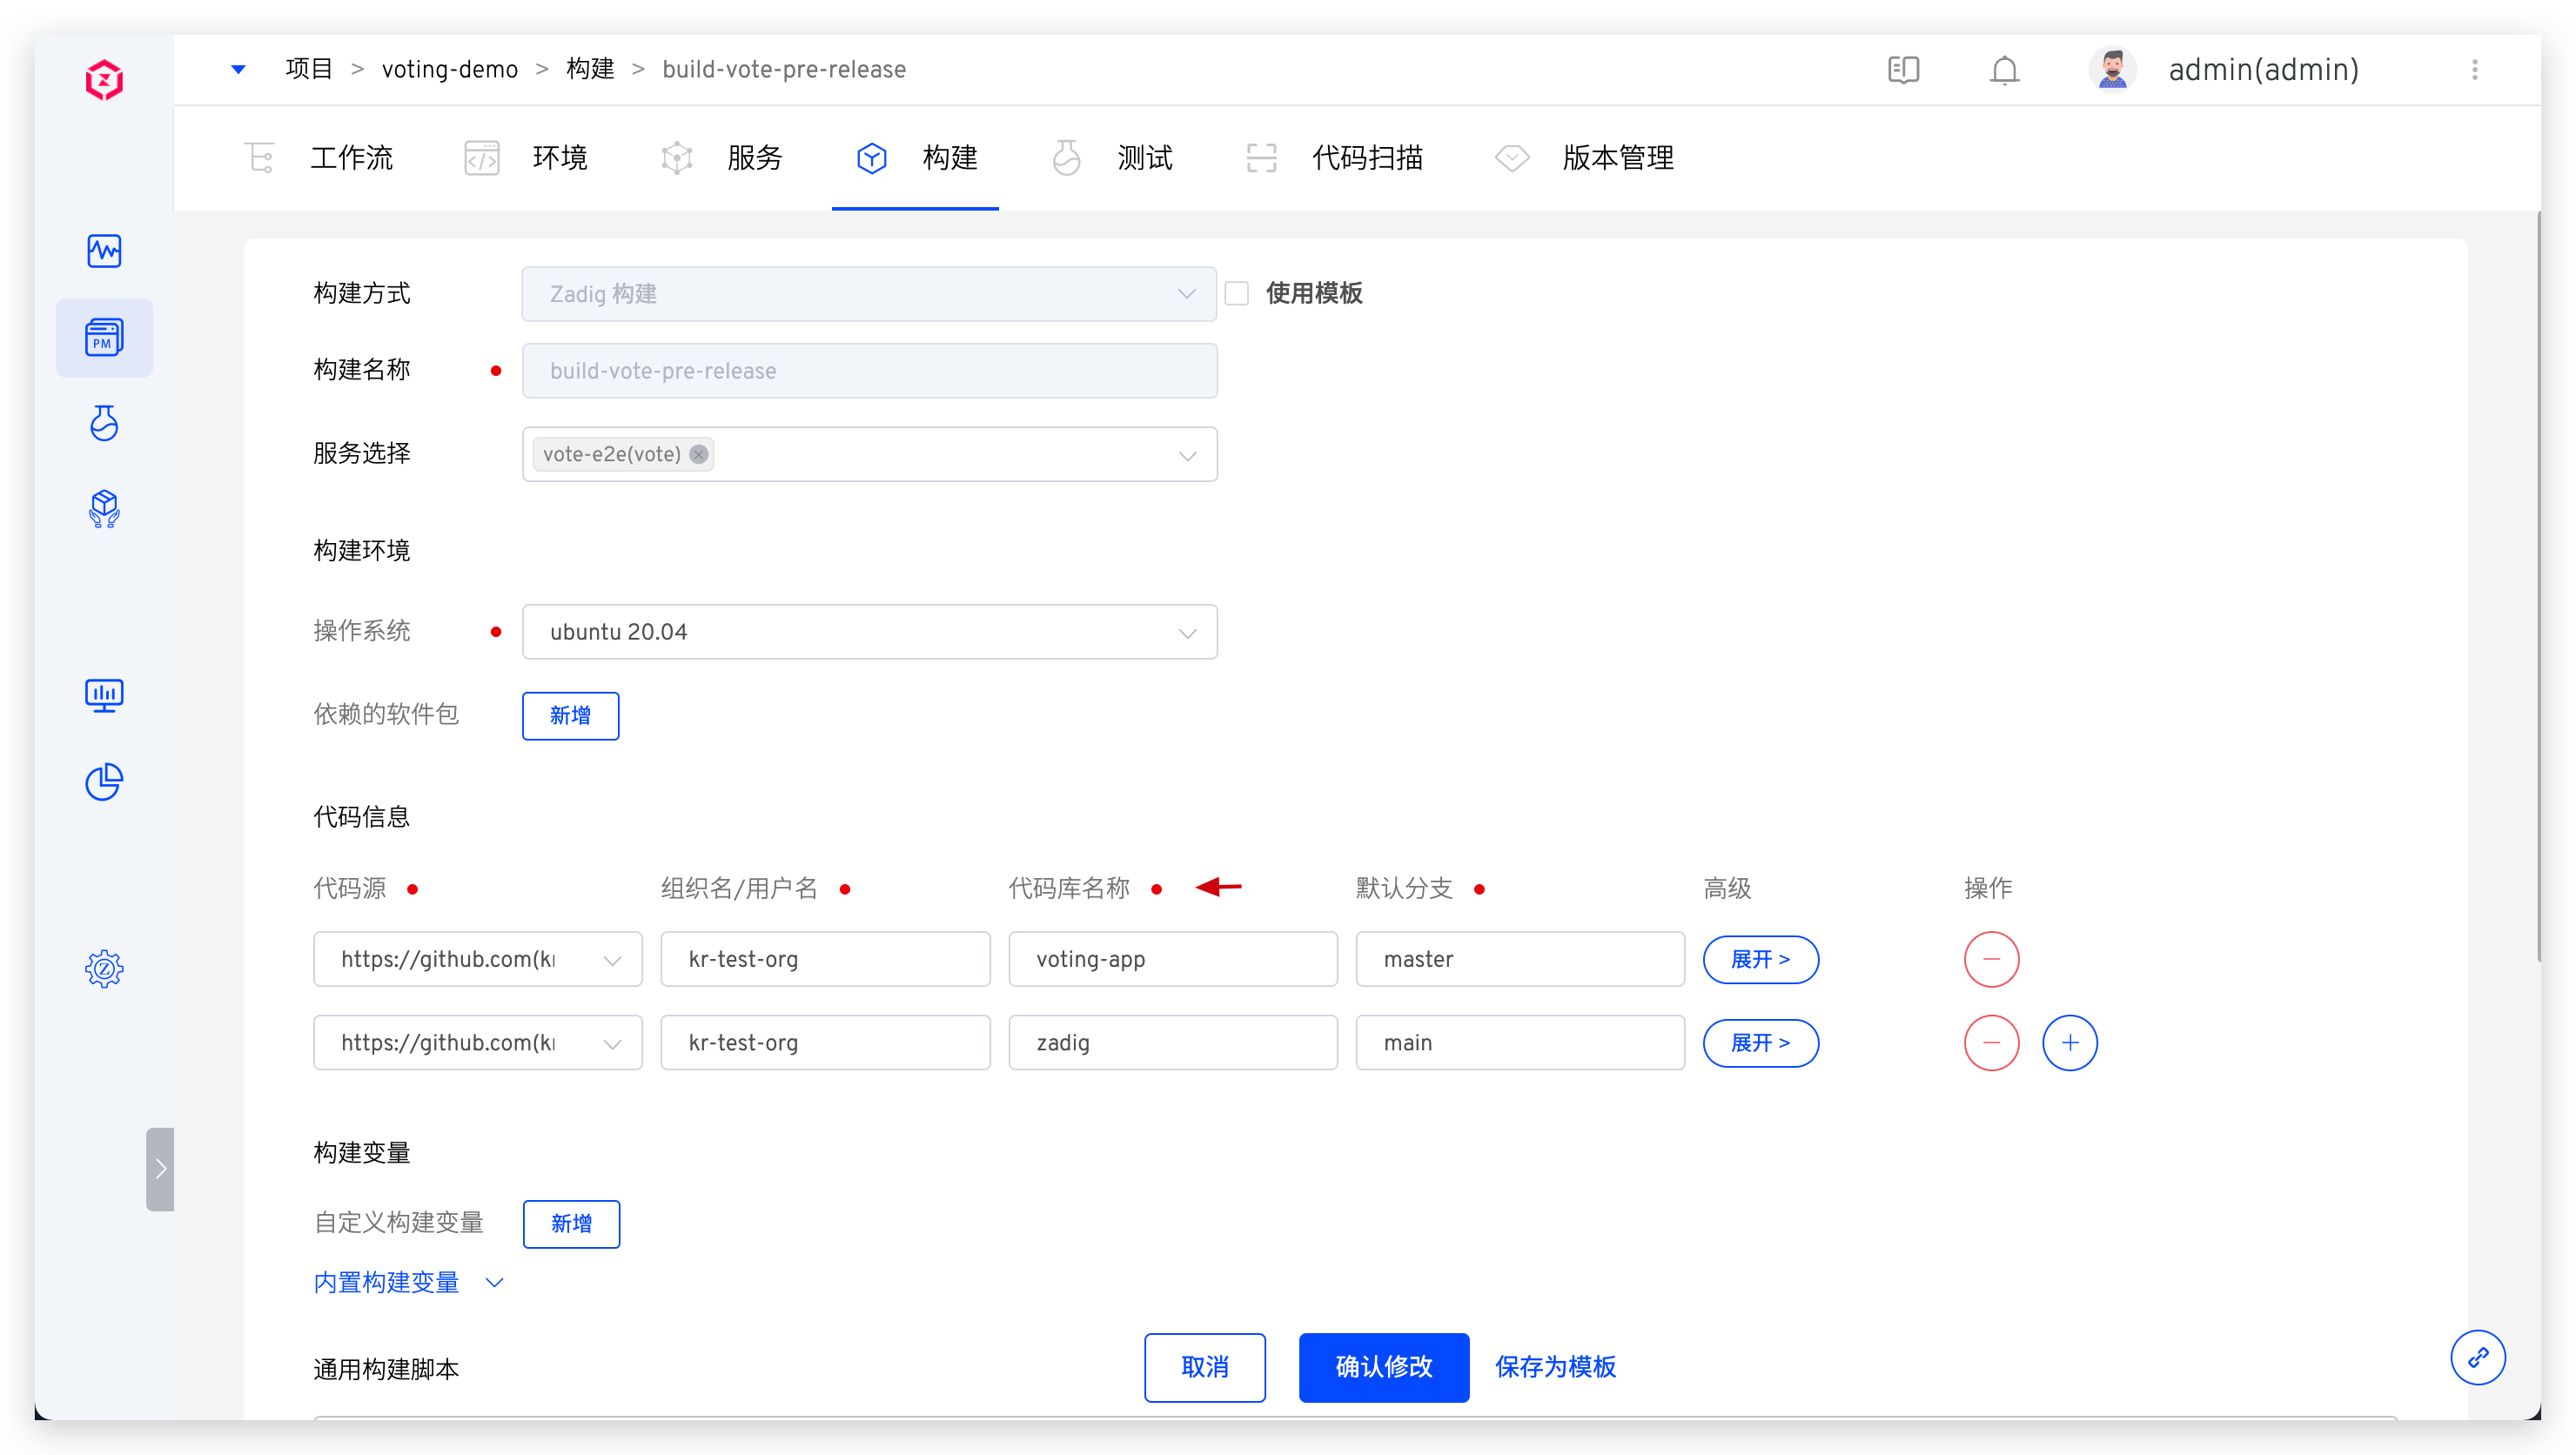 项目 > voting-demo > 构建 > build-vote-pre-release admin(admin)
工作流 环境 服务 构建 测试 代码扫描 版本管理
PM
构建方式 Zadig 构建 使用模板
构建名称 build-vote-pre-release
服务选择 vote-e2e(vote)
构建环境
操作系统 ubuntu 20.04
依赖的软件包 新增
代码信息
代码源 组织名/用户名 代码库名称 默认分支 高级 操作
https://github.com(k kr-test-org voting-app master 展开 >
https://github.com(k kr-test-org zadig main 展开 >
构建变量
自定义构建变量 新增
内置构建变量
通用构建脚本 取消 确认修改 保存为模板